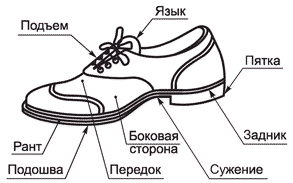 Язык
Подъем
Пятка
Задник
Боковая
сторона
Рант
Подошва
Передок
Сужение